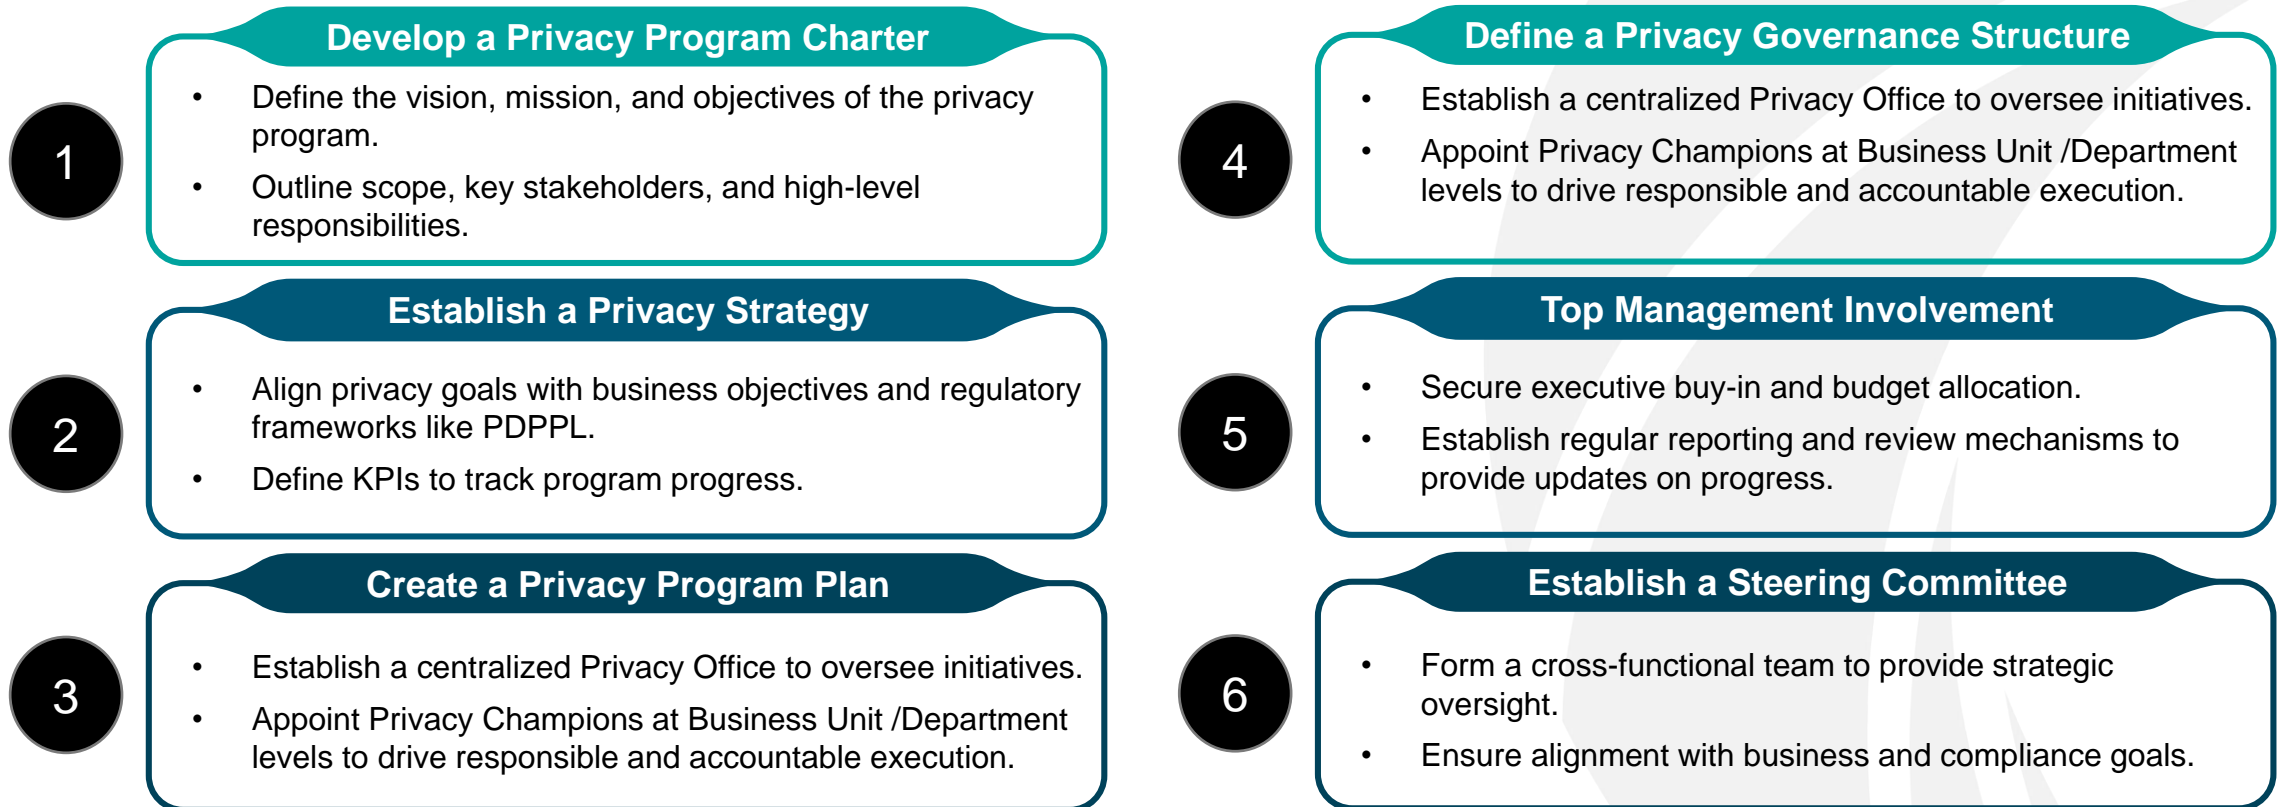 Develop a Privacy Program Charter
1
• Define the vision, mission, and objectives of the privacy
program.
• Outline scope, key stakeholders, and high-level
responsibilities.
Establish a Privacy Strategy
2
• Align privacy goals with business objectives and regulatory
frameworks like PDPPL.
• Define KPIs to track program progress.
Create a Privacy Program Plan
3
• Establish a centralized Privacy Office to oversee initiatives.
• Appoint Privacy Champions at Business Unit /Department
levels to drive responsible and accountable execution.
Define a Privacy Governance Structure
4
• Establish a centralized Privacy Office to oversee initiatives.
• Appoint Privacy Champions at Business Unit /Department
levels to drive responsible and accountable execution.
Top Management Involvement
5
• Secure executive buy-in and budget allocation.
• Establish regular reporting and review mechanisms to
provide updates on progress.
Establish a Steering Committee
6
• Form a cross-functional team to provide strategic
oversight.
• Ensure alignment with business and compliance goals.